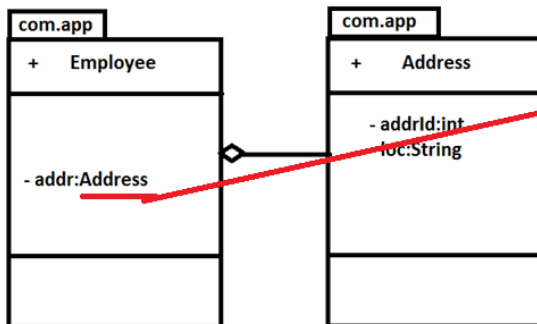 com.app
+ Employee
- addr:Address
com.app
+ Address
- addrId:int
loc:String